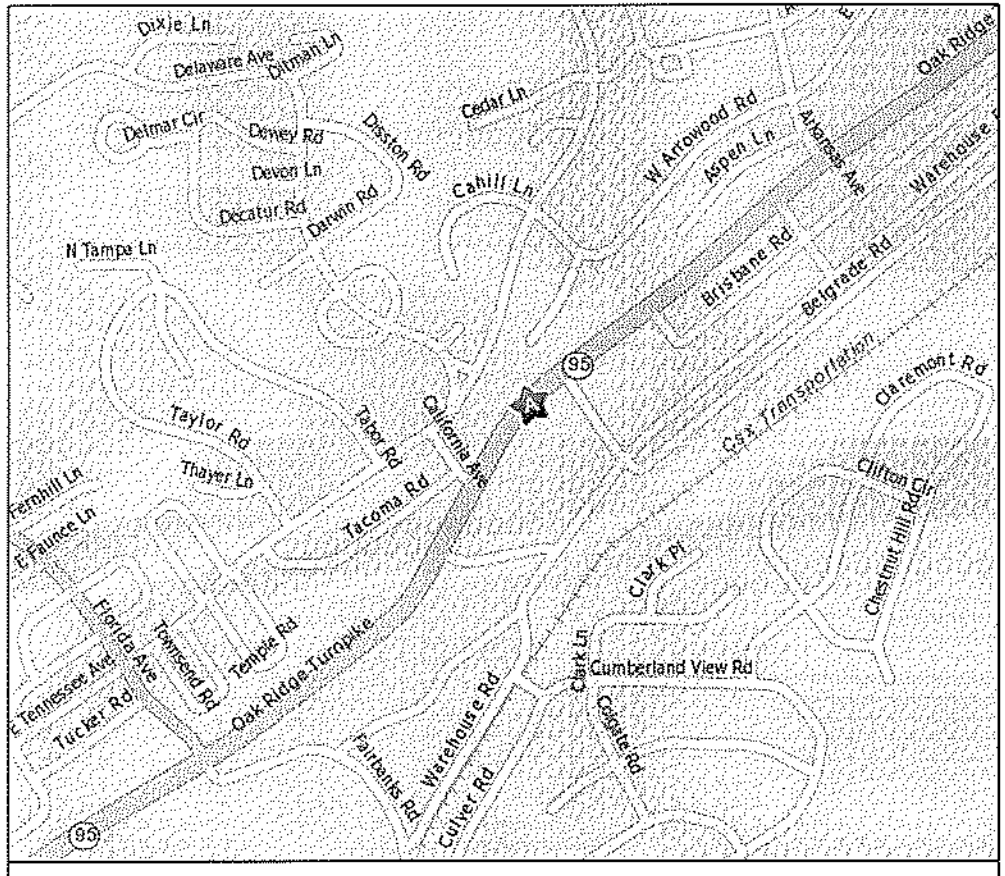 Dixie Ln
Delaware Ave
Ditman Ln
Oak Ridge
Cedar Ln
Delmar Cir
Dewey Rd
Disston Rd
W Arrowood Rd
Arkansas Ave
Aspen Ln
Warehouse
Devon Ln
Cahill Ln
Decatur Rd
Darwin Rd
N Tampa Ln
Brisbane Rd
Belgrade Rd
95
Csx Transportation
Claremont Rd
Taylor Rd
Tabor Rd
California Ave
Thayer Ln
Tacoma Rd
Clifton Cir
Fernhill Ln
E Faunce Ln
Chestnut Hill Rd
Clark Pl
Florida Ave
Townsend Rd
Temple Rd
Oak Ridge Turnpike
Clark Ln
Cumberland View Rd
E Tennessee Ave
Tucker Rd
Warehouse Rd
Colgate Rd
Fairbanks Rd
Culver Rd
95